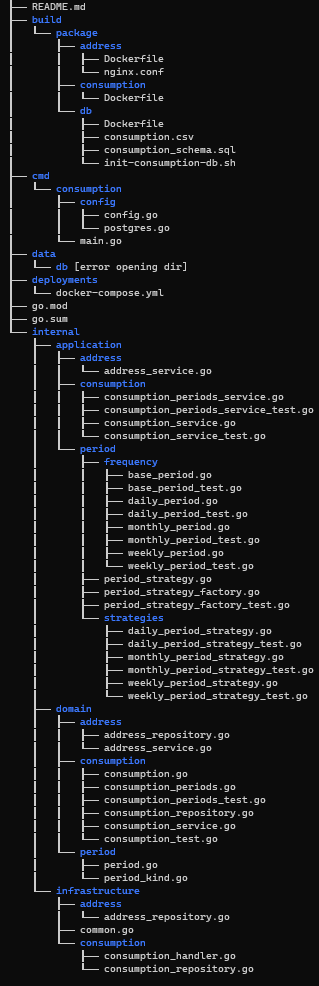 README.md
build
package
address
Dockerfile
nginx.conf
consumption
Dockerfile
db
Dockerfile
consumption.csv
consumption_schema.sql
init-consumption-db.sh
cmd
consumption
config
config.go
postgres.go
main.go
data
db [error opening dir]
deployments
docker-compose.yml
go.mod
go.sum
internal
application
address
address_service.go
consumption
consumption_periods_service.go
consumption_periods_service_test.go
consumption_service.go
consumption_service_test.go
period
frequency
base_period.go
base_period_test.go
daily_period.go
daily_period_test.go
monthly_period.go
monthly_period_test.go
weekly_period.go
weekly_period_test.go
period_strategy.go
period_strategy_factory.go
period_strategy_factory_test.go
strategies
daily_period_strategy.go
daily_period_strategy_test.go
monthly_period_strategy.go
monthly_period_strategy_test.go
weekly_period_strategy.go
weekly_period_strategy_test.go
domain
address
address_repository.go
address_service.go
consumption
consumption.go
consumption_periods.go
consumption_periods_test.go
consumption_repository.go
consumption_service.go
consumption_test.go
period
period.go
period_kind.go
infrastructure
address
address_repository.go
common.go
consumption
consumption_handler.go
consumption_repository.go